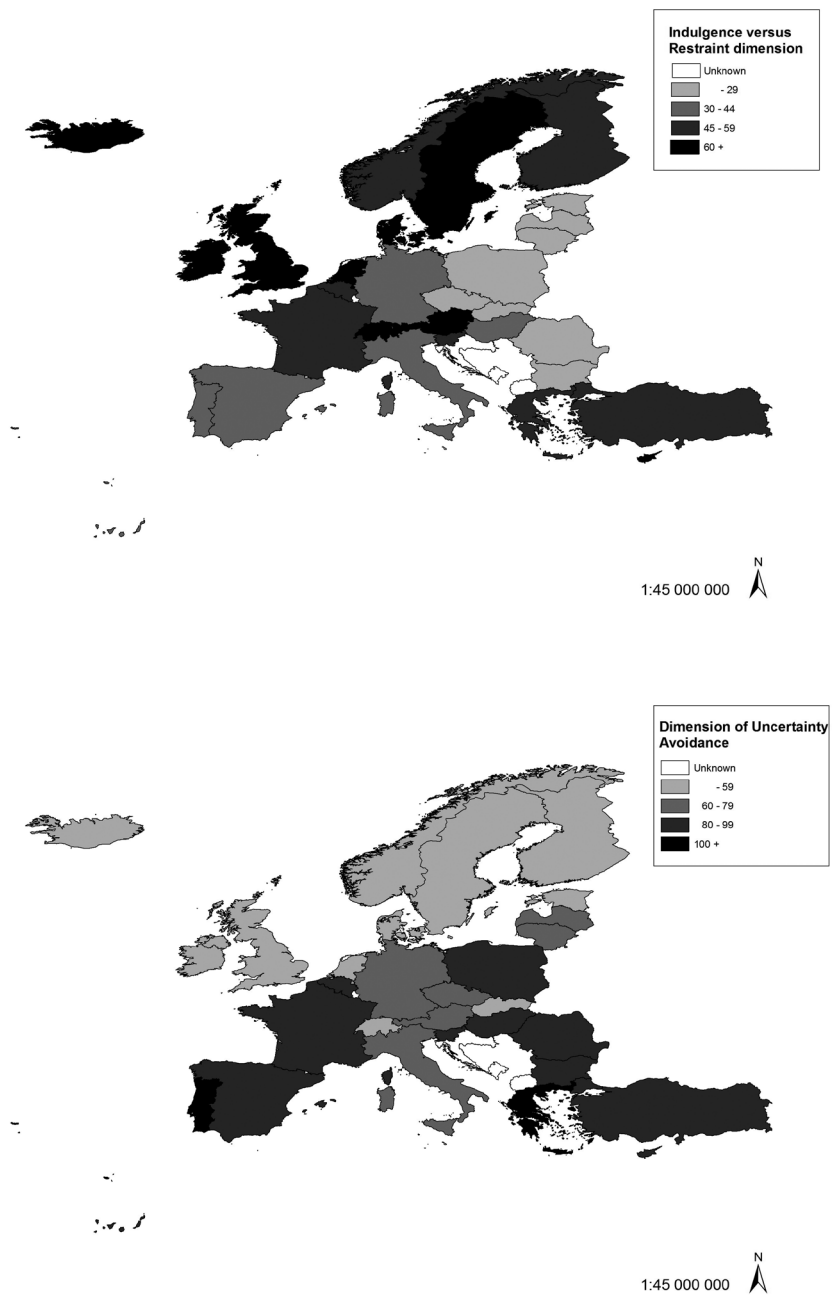 Indulgence versus
Restraint dimension
Unknown
- 29
30 - 44
45 - 59
60 +
N
1:45 000 000
Dimension of Uncertainty
Avoidance
Unknown
- 59
60 - 79
80 - 99
100 +
N
1:45 000 000